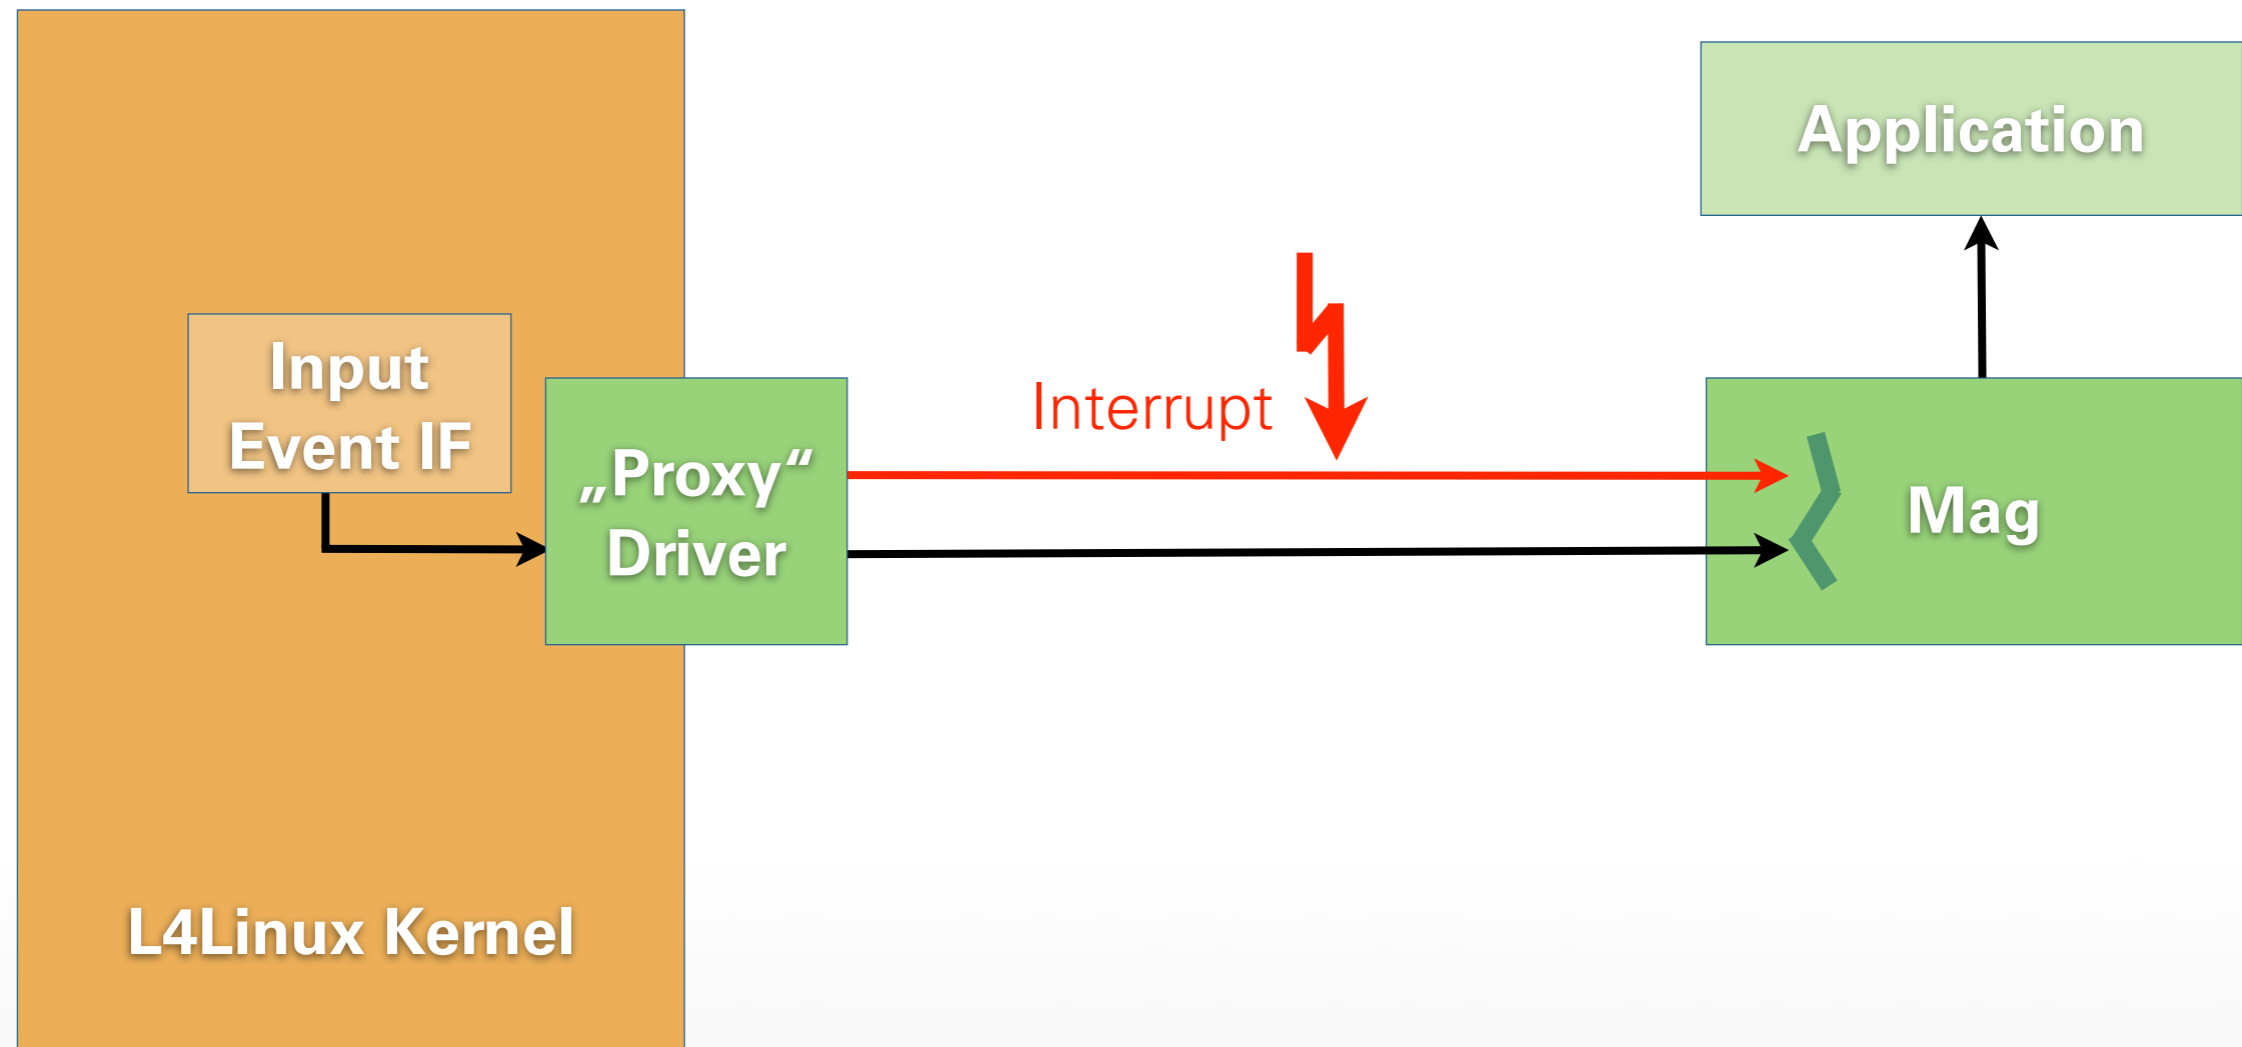 Application
Input
Event IF
Interrupt
„Proxy“
Driver
Mag
L4Linux Kernel